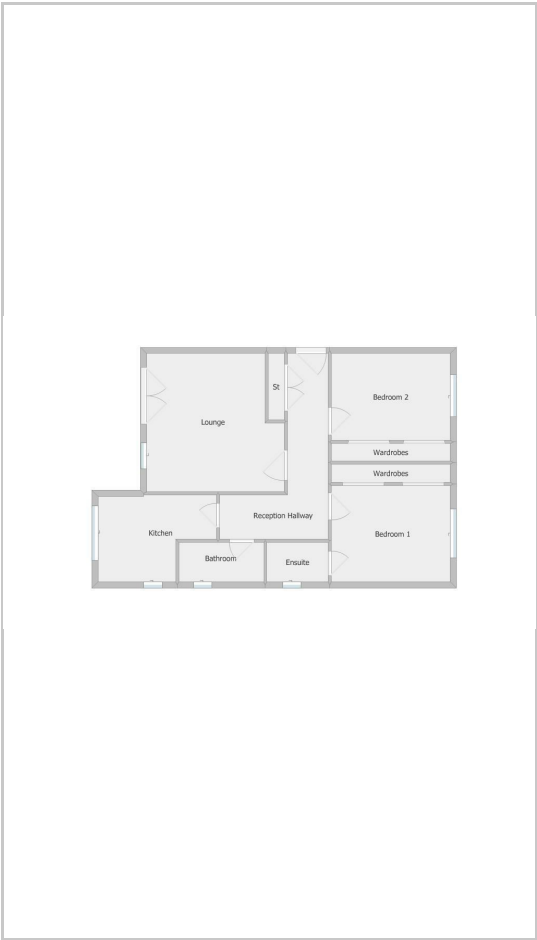 St
Bedroom 2
Lounge
Wardrobes
Wardrobes
Reception Hallway
Kitchen
Bedroom 1
Bathroom
Ensuite